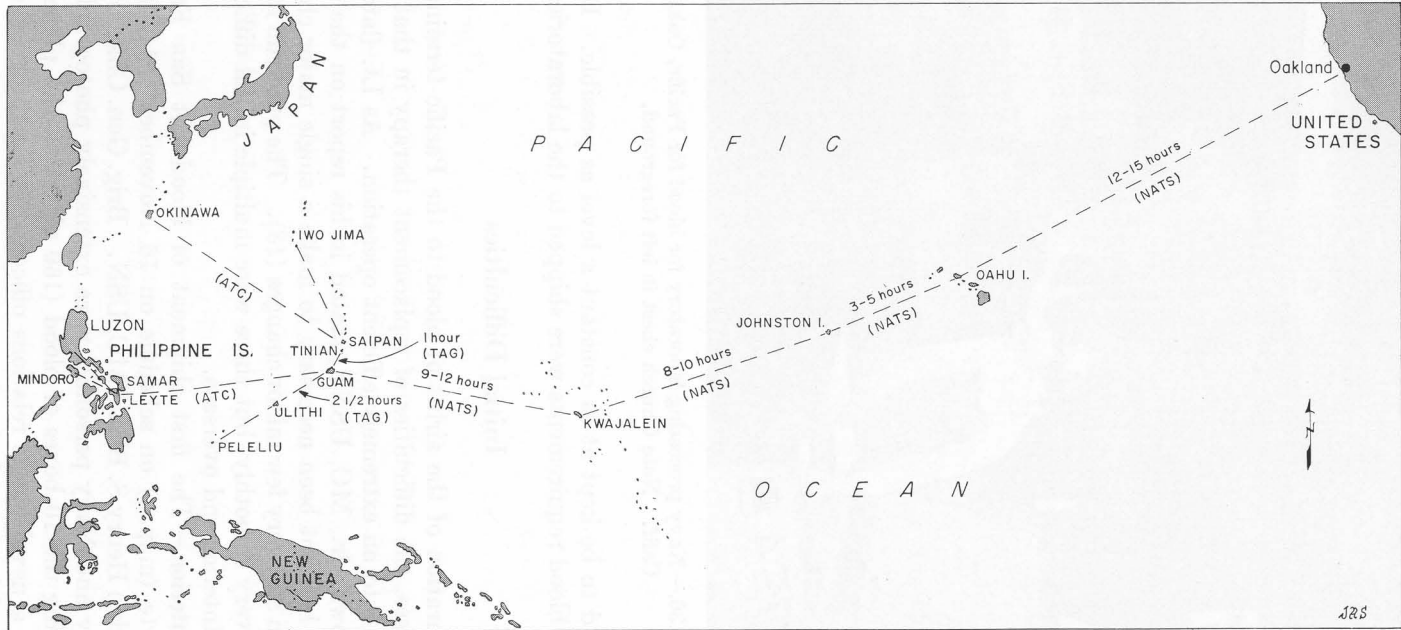 JAPAN
PACIFIC
Oakland
UNITED
STATES
12-15 hours
(NATS)
OKINAWA
IWO JIMA
OAHU I.
3-5 hours
(NATS)
(ATC)
JOHNSTON I.
LUZON
SAIPAN
1 hour
(TAG)
TINIAN
PHILIPPINE IS.
8-10 hours
(NATS)
MINDORO
SAMAR
GUAM
9-12 hours
LEYTE
(ATC)
(NATS)
ULITHI
2 1/2 hours
(TAG)
KWAJALEIN
PELELIU
N
OCEAN
NEW
GUINEA